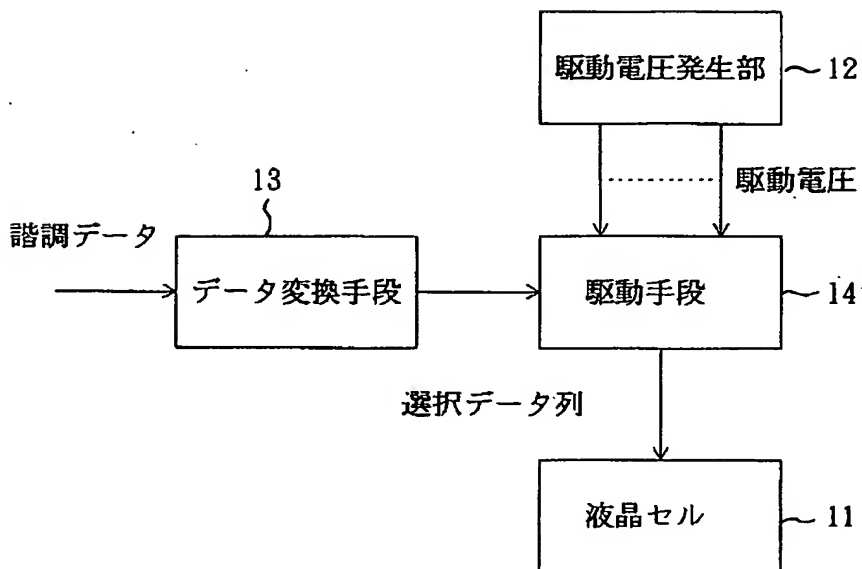 駆動電圧発生部 ～12
駆動電圧
13
諧調データ
データ変換手段
駆動手段 ～14
選択データ列
液晶セル ～11